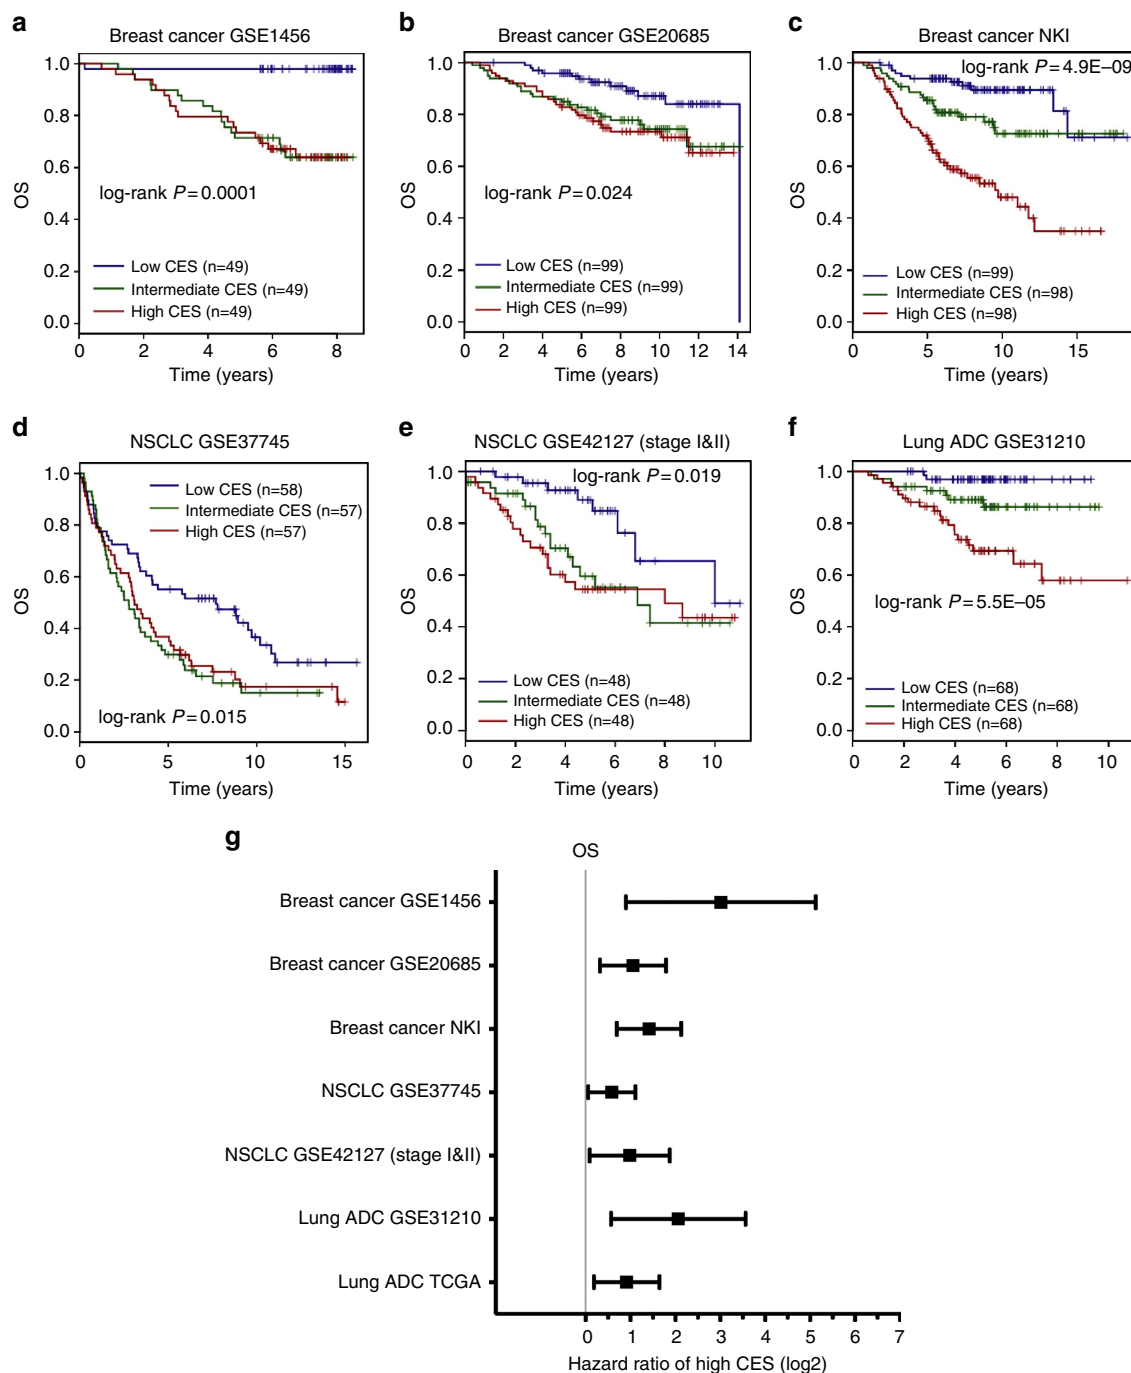 a
Breast cancer GSE1456
1.0
0.8
0.6
0.4
0.2
0.0
OS
log-rank P=0.0001
Low CES (n=49)
Intermediate CES (n=49)
High CES (n=49)
0 2 4 6 8
Time (years)
b
Breast cancer GSE20685
1.0
0.8
0.6
0.4
0.2
0.0
OS
log-rank P=0.024
Low CES (n=99)
Intermediate CES (n=99)
High CES (n=99)
0 2 4 6 8 10 12 14
Time (years)
c
Breast cancer NKI
log-rank P=4.9E–09
1.0
0.8
0.6
0.4
0.2
0.0
OS
Low CES (n=99)
Intermediate CES (n=98)
High CES (n=98)
0 5 10 15
Time (years)
d
NSCLC GSE37745
1.0
0.8
0.6
0.4
0.2
0.0
OS
Low CES (n=58)
Intermediate CES (n=57)
High CES (n=57)
log-rank P=0.015
0 5 10 15
Time (years)
e
NSCLC GSE42127 (stage I&II)
log-rank P=0.019
1.0
0.8
0.6
0.4
0.2
0.0
OS
Low CES (n=48)
Intermediate CES (n=48)
High CES (n=48)
0 2 4 6 8 10
Time (years)
f
Lung ADC GSE31210
1.0
0.8
0.6
0.4
0.2
0.0
OS
log-rank P=5.5E–05
Low CES (n=68)
Intermediate CES (n=68)
High CES (n=68)
0 2 4 6 8 10
Time (years)
g
OS
Breast cancer GSE1456
Breast cancer GSE20685
Breast cancer NKI
NSCLC GSE37745
NSCLC GSE42127 (stage I&II)
Lung ADC GSE31210
Lung ADC TCGA
0 1 2 3 4 5 6 7
Hazard ratio of high CES (log2)